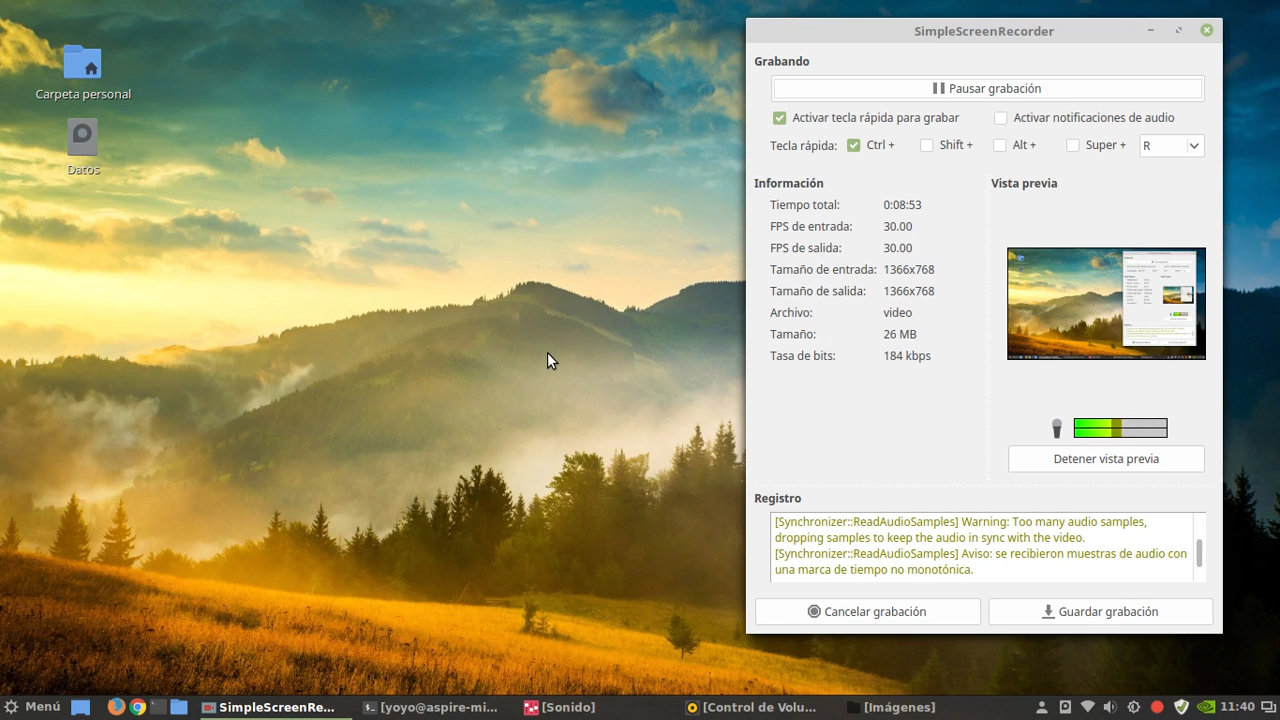 Carpeta personal
Datos
SimpleScreenRecorder
Grabando
Pausar grabación
Activar tecla rápida para grabar
Activar notificaciones de audio
Tecla rápida: Ctrl + Shift + Alt + Super + R
Información
Vista previa
Tiempo total: 0:08:53
FPS de entrada: 30.00
FPS de salida: 30.00
Tamaño de entrada: 1366x768
Tamaño de salida: 1366x768
Archivo: video
Tamaño: 26 MB
Tasa de bits: 184 kbps
Detener vista previa
Registro
[Synchronizer::ReadAudioSamples] Warning: Too many audio samples,
dropping samples to keep the audio in sync with the video.
[Synchronizer::ReadAudioSamples] Aviso: se recibieron muestras de audio con
una marca de tiempo no monotónica.
Cancelar grabación
Guardar grabación
Menú
SimpleScreenRe...
[yoyo@aspire-mi...
[Sonido]
[Control de Volu...
[Imágenes]
11:40